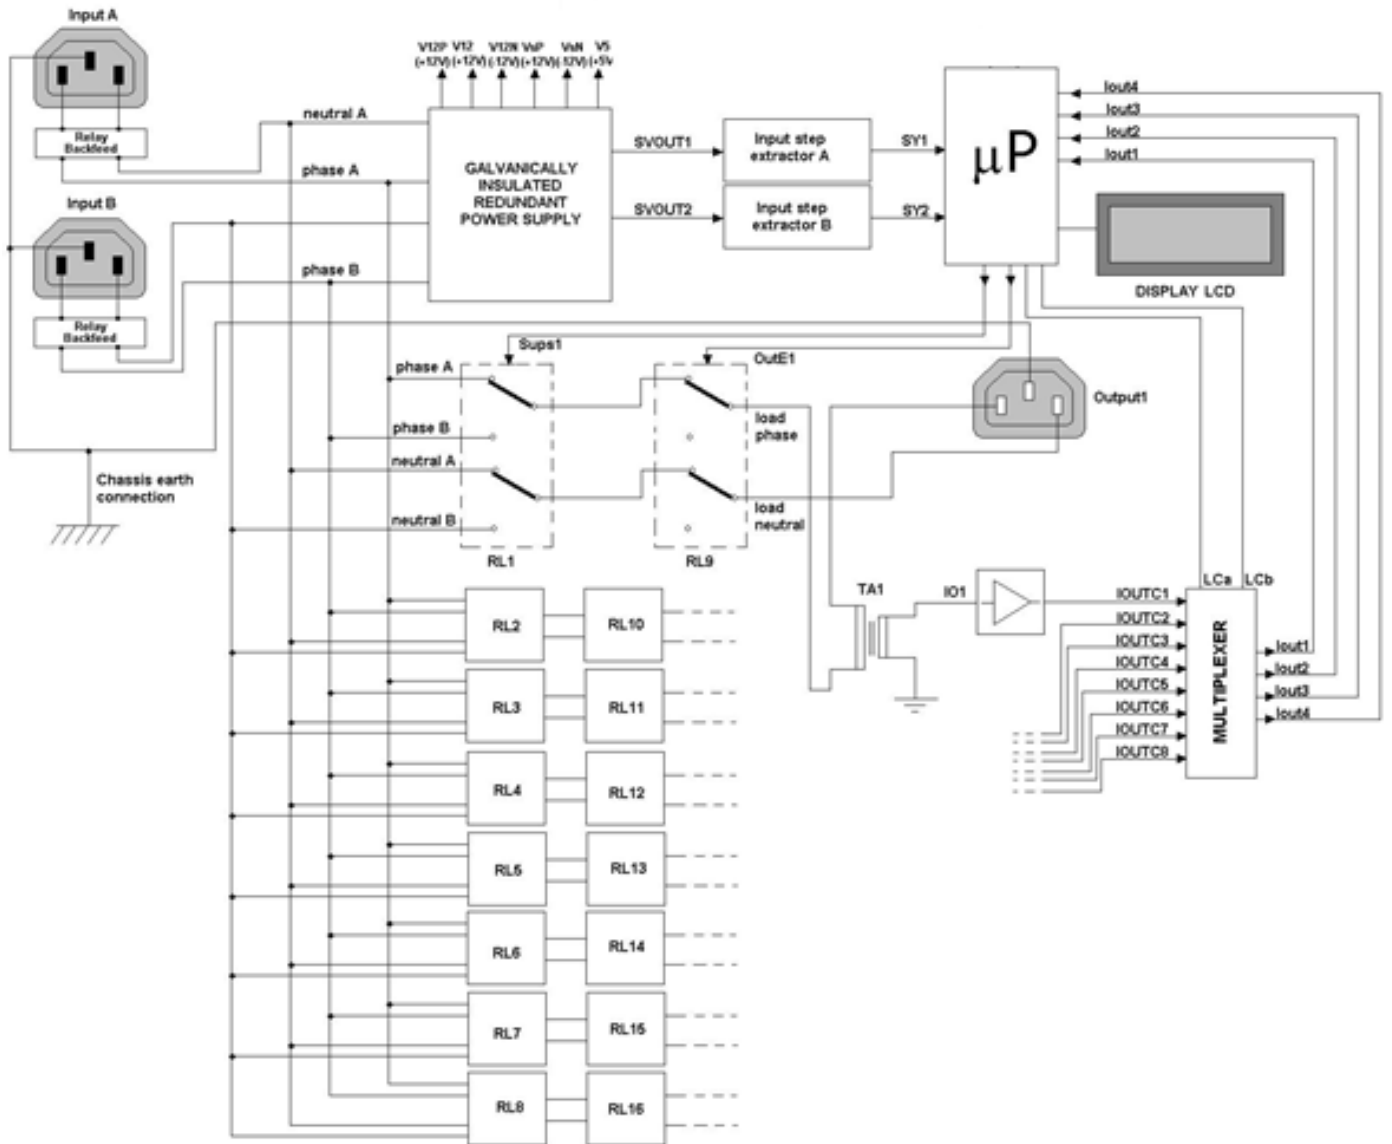 Input A
V12P V12 V12N VsP VsN V5
(+12V) (+12V) (-12V) (+12V) (-12V) (+5V
Relay
Backfeed
neutral A
phase A
GALVANICALLY
INSULATED
REDUNDANT
POWER SUPPLY
SVOUT1
Input step
extractor A
SY1
SVOUT2
Input step
extractor B
SY2
µP
Iout4
Iout3
Iout2
Iout1
DISPLAY LCD
Input B
Relay
Backfeed
phase B
Sups1
OutE1
phase A
phase B
neutral A
neutral B
RL1
RL9
load
phase
load
neutral
Output1
Chassis earth
connection
TA1
IO1
LCa
LCb
IOUTC1
IOUTC2
IOUTC3
IOUTC4
IOUTC5
IOUTC6
IOUTC7
IOUTC8
MULTIPLEXER
Iout1
Iout2
Iout3
Iout4
RL2
RL10
RL3
RL11
RL4
RL12
RL5
RL13
RL6
RL14
RL7
RL15
RL8
RL16